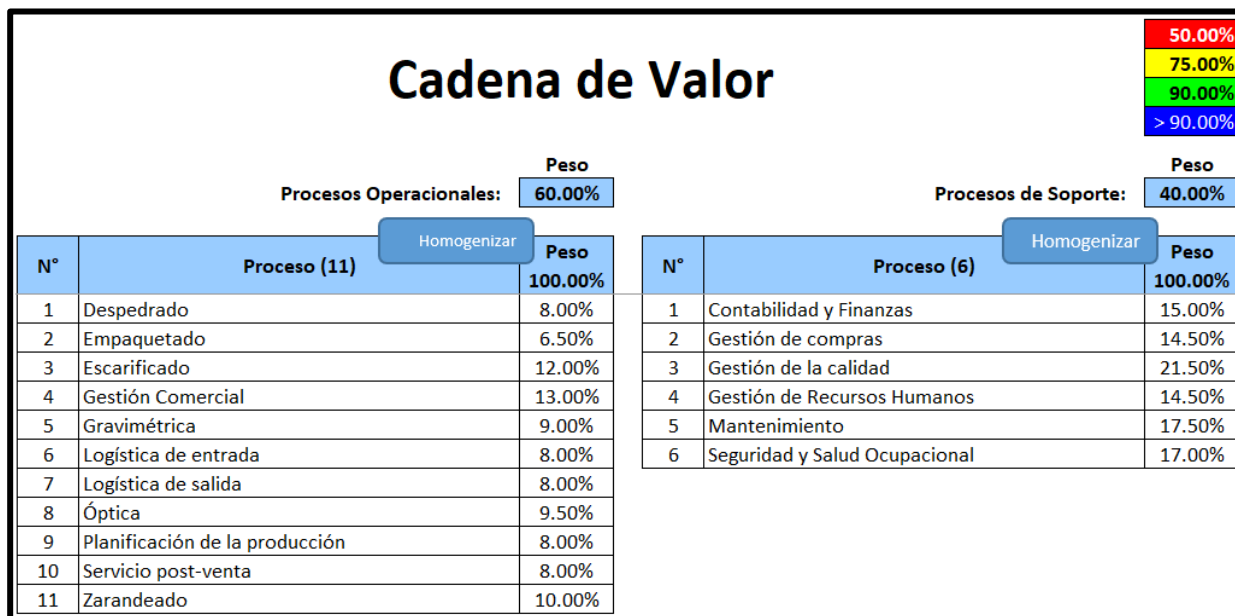 Cadena de Valor
50.00%
75.00%
90.00%
> 90.00%
Peso
Procesos Operacionales: 60.00%
Peso
Procesos de Soporte: 40.00%
Homogenizar
N° Proceso (11) Peso 100.00%
1 Despedrado 8.00%
2 Empaquetado 6.50%
3 Escarificado 12.00%
4 Gestión Comercial 13.00%
5 Gravimétrica 9.00%
6 Logística de entrada 8.00%
7 Logística de salida 8.00%
8 Óptica 9.50%
9 Planificación de la producción 8.00%
10 Servicio post-venta 8.00%
11 Zarandeado 10.00%
Homogenizar
N° Proceso (6) Peso 100.00%
1 Contabilidad y Finanzas 15.00%
2 Gestión de compras 14.50%
3 Gestión de la calidad 21.50%
4 Gestión de Recursos Humanos 14.50%
5 Mantenimiento 17.50%
6 Seguridad y Salud Ocupacional 17.00%